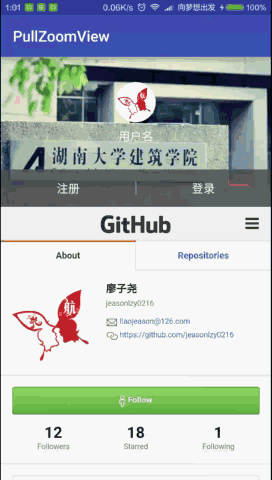 1:01 0.06K/s 向梦想出发 100%
PullZoomView
用户名
湖南大学建筑学院
注册 登录
GitHub
About Repositories
航
廖子尧
jeasonlzy0216
liaojeason@126.com
https://github.com/jeasonlzy0216
Follow
12 18 1
Followers Starred Following